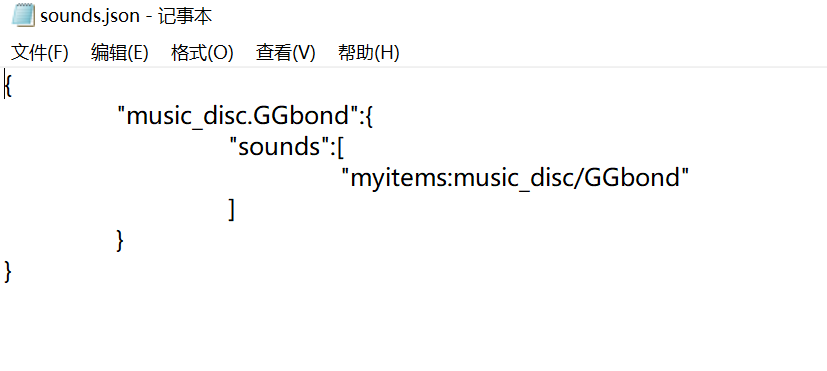 sounds.json - 记事本
文件(F) 编辑(E) 格式(O) 查看(V) 帮助(H)
{
"music_disc.GGbond":{
"sounds":[
"myitems:music_disc/GGbond"
]
}
}